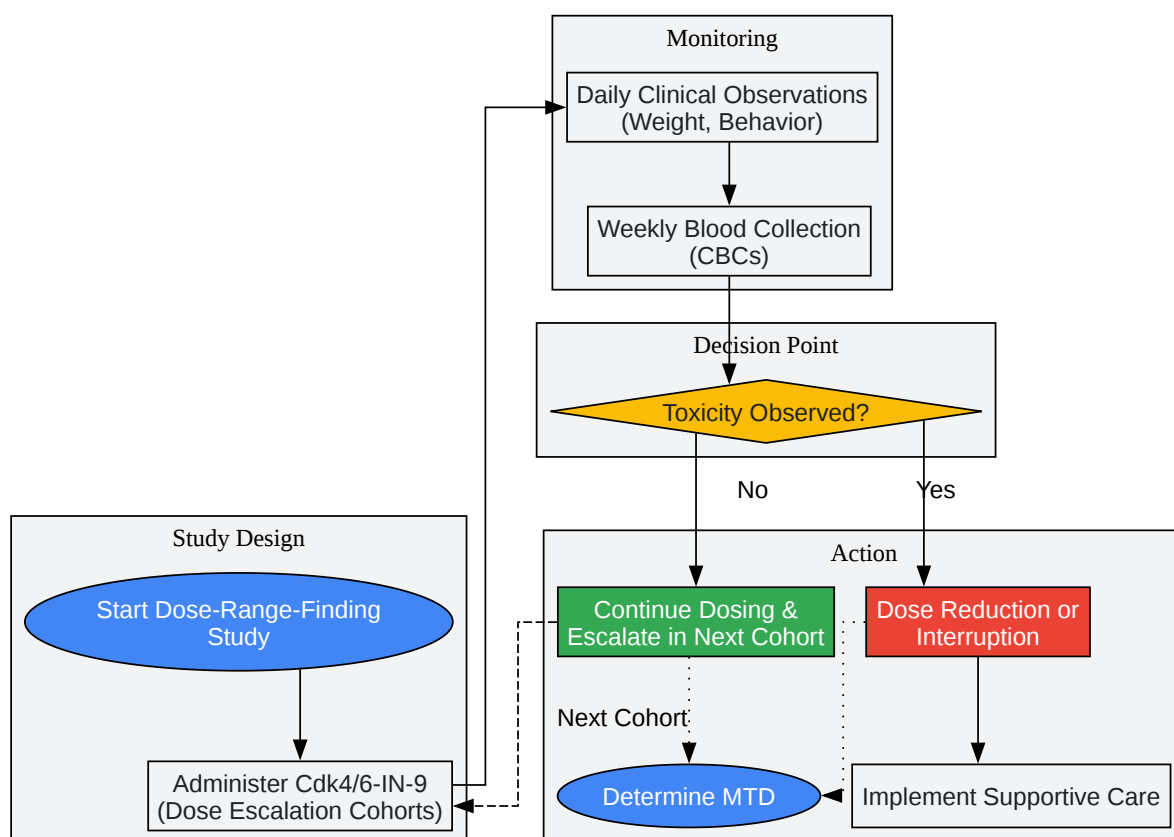 Monitoring
Daily Clinical Observations
(Weight, Behavior)
Weekly Blood Collection
(CBCs)
Decision Point
Toxicity Observed?
No
Yes
Study Design
Start Dose-Range-Finding
Study
Administer Cdk4/6-IN-9
(Dose Escalation Cohorts)
Action
Continue Dosing &
Escalate in Next Cohort
Dose Reduction or
Interruption
Next Cohort
Determine MTD
Implement Supportive Care